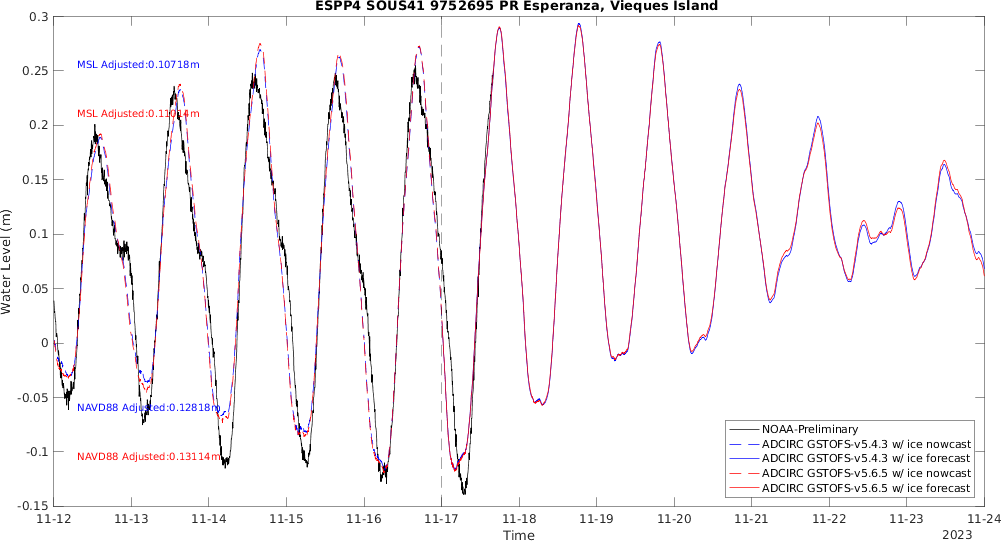 ESPP4 SOUS41 9752695 PR Esperanza, Vieques Island
0.3
0.25
0.2
0.15
0.1
0.05
0
-0.05
-0.1
-0.15
Water Level (m)
MSL Adjusted:0.10718m
MSL Adjusted:0.11014m
NAVD88 Adjusted:0.12818m
NAVD88 Adjusted:0.13114m
NOAA-Preliminary
ADCIRC GSTOFS-v5.4.3 w/ ice nowcast
ADCIRC GSTOFS-v5.4.3 w/ ice forecast
ADCIRC GSTOFS-v5.6.5 w/ ice nowcast
ADCIRC GSTOFS-v5.6.5 w/ ice forecast
11-12 11-13 11-14 11-15 11-16 11-17 11-18 11-19 11-20 11-21 11-22 11-23 11-24
Time
2023